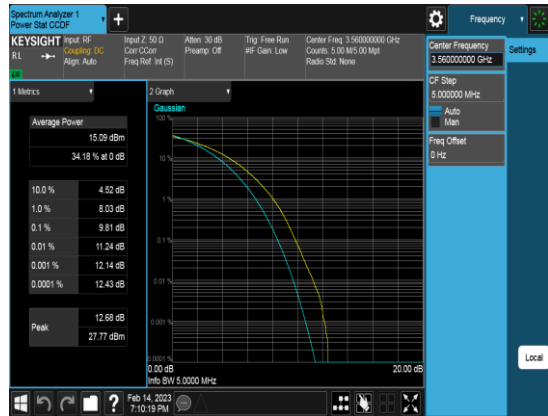 Spectrum Analyzer 1
Power Stat CCDF
+
Frequency
KEYSIGHT
RL
Input: RF
Coupling: DC
Align: Auto
Input Z: 50 Ω
Corr CCorr
Freq Ref: Int (S)
Atten: 30 dB
Preamp: Off
Trig: Free Run
#IF Gain: Low
Center Freq: 3.560000000 GHz
Counts: 5.00 M/5.00 Mpt
Radio Std: None
Center Frequency
3.560000000 GHz
Settings
CF Step
5.000000 MHz
Auto
Man
Freq Offset
0 Hz
1 Metrics
Average Power
15.09 dBm
34.18 % at 0 dB
10.0 % 4.52 dB
1.0 % 8.03 dB
0.1 % 9.81 dB
0.01 % 11.24 dB
0.001 % 12.14 dB
0.0001 % 12.43 dB
Peak
12.68 dB
27.77 dBm
2 Graph
Gaussian
100 %
10 %
1 %
0.1 %
0.01 %
0.001 %
0.0001 %
0.00 dB 20.00 dB
Info BW 5.0000 MHz
Local
?
Feb 14, 2023
7:10:19 PM